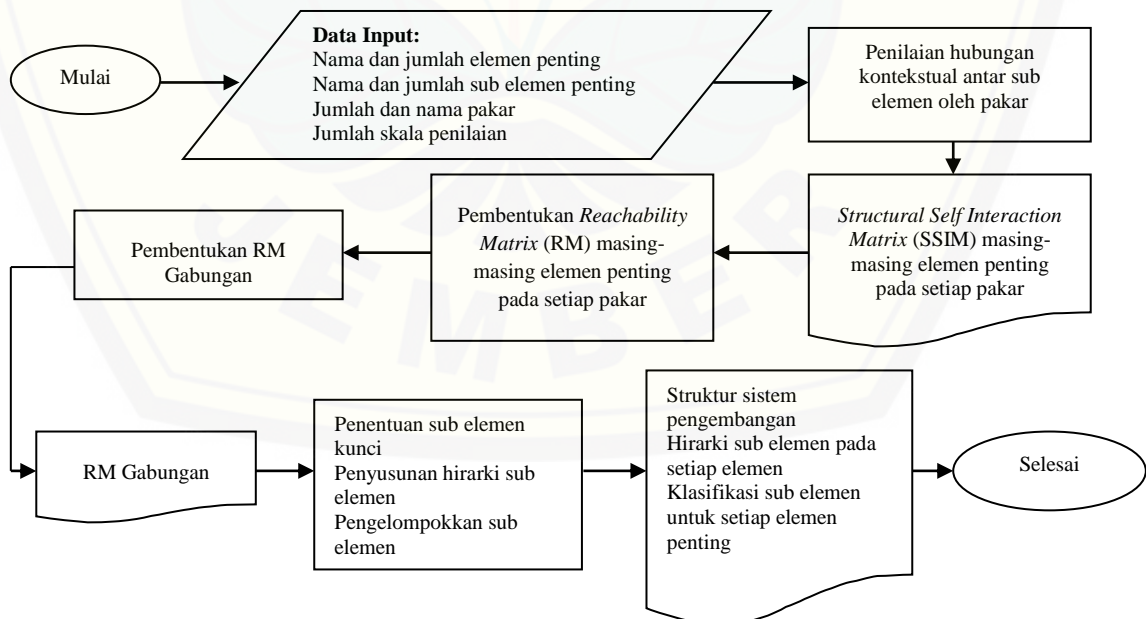 Mulai
Data Input:
Nama dan jumlah elemen penting
Nama dan jumlah sub elemen penting
Jumlah dan nama pakar
Jumlah skala penilaian
Penilaian hubungan
kontekstual antar sub
elemen oleh pakar
Structural Self Interaction
Matrix (SSIM) masing-
masing elemen penting
pada setiap pakar
Pembentukan Reachability
Matrix (RM) masing-
masing elemen penting
pada setiap pakar
Pembentukan RM
Gabungan
RM Gabungan
Penentuan sub elemen
kunci
Penyusunan hirarki sub
elemen
Pengelompokkan sub
elemen
Struktur sistem
pengembangan
Hirarki sub elemen pada
setiap elemen
Klasifikasi sub elemen
untuk setiap elemen
penting
Selesai
JEMBER